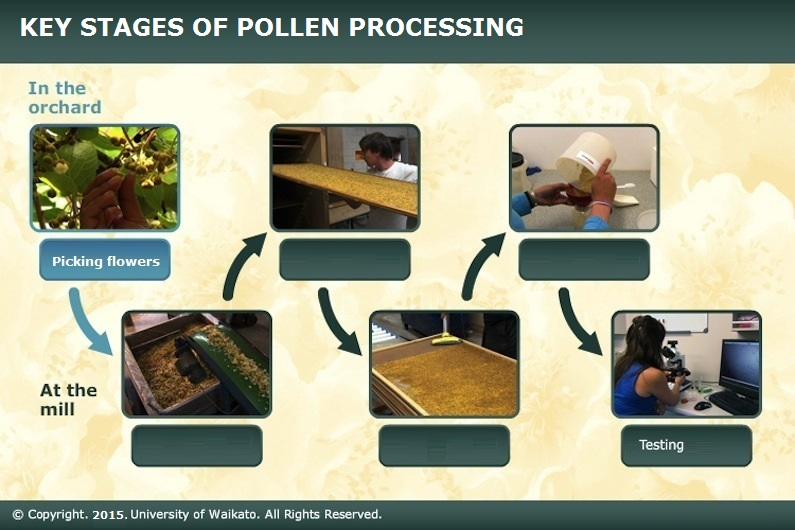 KEY STAGES OF POLLEN PROCESSING
In the
orchard
Picking flowers
At the
mill
Testing
© Copyright. 2015. University of Waikato. All Rights Reserved.